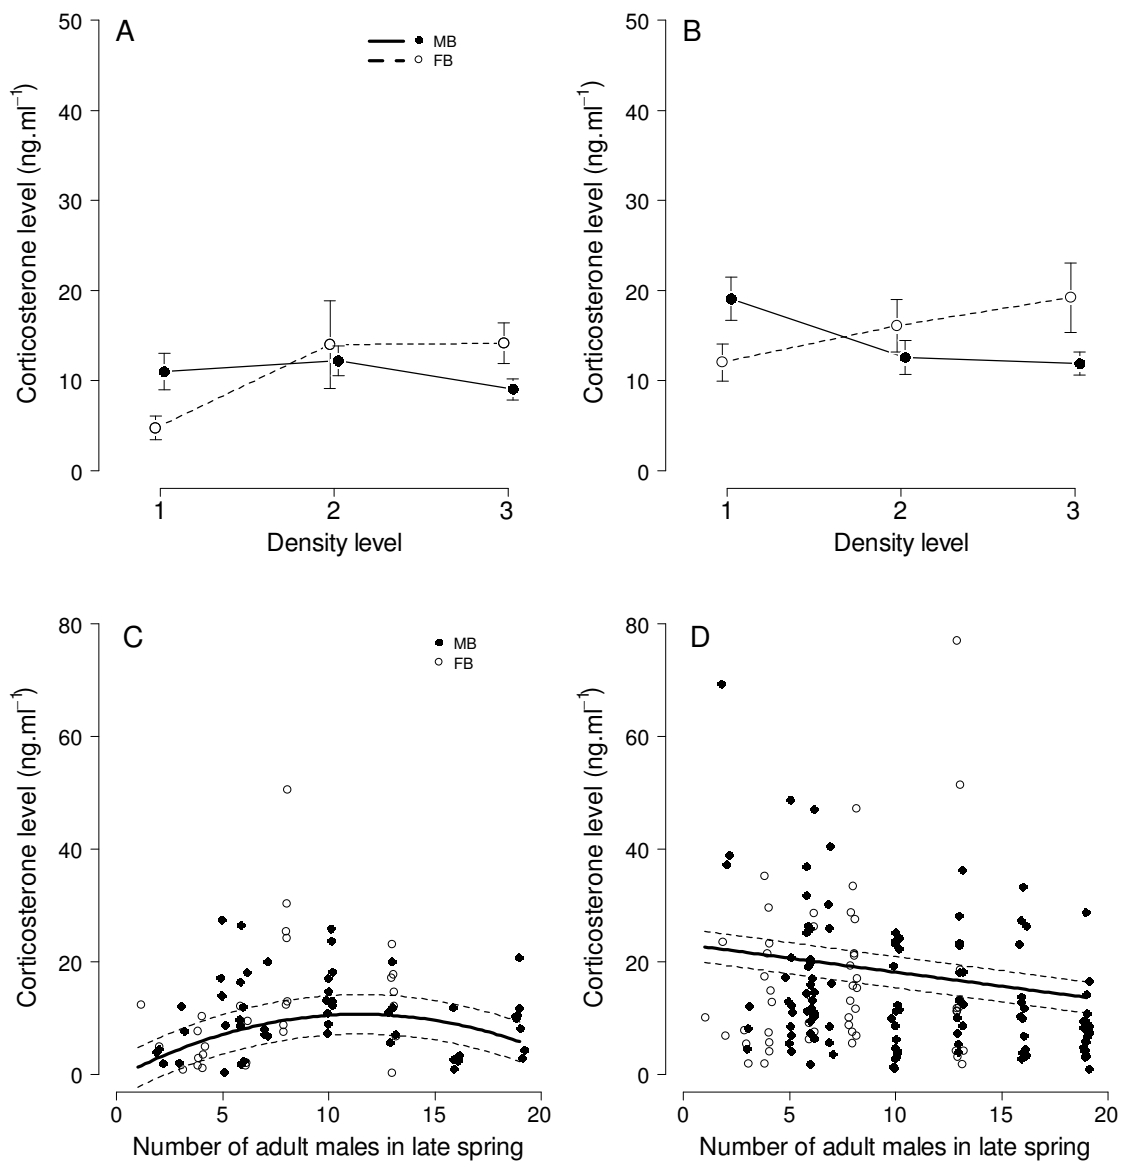 A
MB
FB
Corticosterone level (ng.ml⁻¹)
50
40
30
20
10
0
1 2 3
Density level
B
Corticosterone level (ng.ml⁻¹)
50
40
30
20
10
0
1 2 3
Density level
C
MB
FB
Corticosterone level (ng.ml⁻¹)
80
60
40
20
0
0 5 10 15 20
Number of adult males in late spring
D
Corticosterone level (ng.ml⁻¹)
80
60
40
20
0
0 5 10 15 20
Number of adult males in late spring